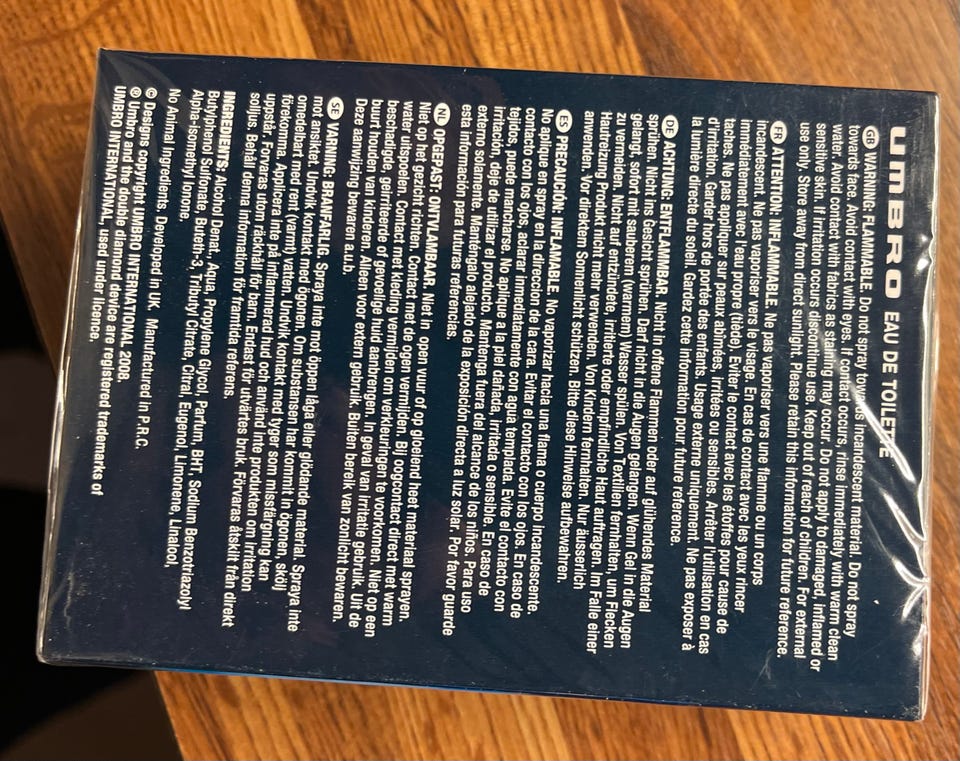 UMBRO EAU DE TOILETTE
GB WARNING: FLAMMABLE. Do not spray towards incandescent material. Do not spray
towards face. Avoid contact with eyes. If contact occurs, rinse immediately with warm clean
water. Avoid contact with fabrics as staining may occur. Do not apply to damaged, inflamed or
sensitive skin. If irritation occurs discontinue use. Keep out of reach of children. For external
use only. Store away from direct sunlight. Please retain this information for future reference.
FR ATTENTION: INFLAMMABLE. Ne pas vaporiser vers une flamme ou un corps
incandescent. Ne pas vaporiser vers le visage. En cas de contact avec les yeux rincer
immédiatement avec l'eau propre (tiède). Eviter le contact avec les étoffes pour cause de
taches. Ne pas appliquer sur peaux abîmées, irritées ou sensibles. Arrêter l'utilisation en cas
d'irritation. Garder hors de portée des enfants. Usage externe uniquement. Ne pas exposer à
la lumière directe du soleil. Gardez cette information pour future reference.
DE ACHTUNG: ENTFLAMMBAR. Nicht in offene Flammen oder auf glühendes Material
sprühen. Nicht ins Gesicht sprühen. Darf nicht in die Augen gelangen. Wenn Gel in die Augen
gelangt, sofort mit sauberem (warmen) Wasser spülen. Von Textilien fernhalten, um Flecken
zu vermeiden. Nicht auf entzündete, irritierte oder empfindliche Haut auftragen. Im Falle einer
Hautreizung Produkt nicht mehr verwenden. Von Kindern fernhalten. Nur äusserlich
anwenden. Vor direktem Sonnenlicht schützen. Bitte diese Hinweise aufbewahren.
ES PRECAUCIÓN: INFLAMABLE. No vaporizar hacia una flama o cuerpo incandescente.
No aplique en spray en la direccion de la cara. Evitar el contacto con los ojos. En caso de
contacto con los ojos, aclarar immediatamente con agua templada. Evite el contacto con
tejidos, puede mancharse. No aplique a la piel dañada, irritada o sensible. En caso de
irritación, deje de utilizar el producto. Mantenga fuera del alcance de los niños. Para uso
externo solamente. Manténgalo alejado de la exposición directa a luz solar. Por favor guarde
esta información para futuras referencias.
NL OPGEPAST: ONTVLAMBAAR. Niet in open vuur of op gloeiend heet materiaal sprayen.
Niet op het gezicht richten. Contact met de ogen vermijden. Bij oogcontact direct met warm
water uitspoelen. Contact met kleding vermijden om verkleuringen te voorkomen. Niet op een
beschadigde, geirriteerde of gevoelige huid aanbrengen. In geval van irritatie gebruik. Uit de
buurt houden van kinderen. Alleen voor extern gebruik. Buiten bereik van zonlicht bewaren.
Deze aanwijzing bewaren a.u.b.
SE VARNING: BRANFARLIG. Spraya inte mot öppen låga eller glödande material. Spraya inte
mot ansiktet. Undvik kontakt med ögonen. Om substansen har kommit in ögonen, skölj
omedelbart med rent (varm) vatten. Undvik kontakt med tyger som missfärgning kan
förekomma. Applicera inte på inflammerad hud och använd inte produkten om irritation
uppstår. Förvaras utom räckhåll för barn. Endast för utvärtes bruk. Förvaras åtskilt från direkt
solljus. Behåll denna information för framtida referens.
INGREDIENTS: Alcohol Denat., Aqua, Propylene Glycol, Parfum, BHT, Sodium Benzotriazolyl
Butylpheno Sulfonate, Buteth-3, Tributyl Citrate, Citral, Eugenol, Limonene, Linalool,
Alpha-Isomethyl Ionone.
No Animal Ingredients. Developed in UK. Manufactured in P.R.C.
© Designs copyright UMBRO INTERNATIONAL 2008.
® Umbro and the double diamond device are registered trademarks of
UMBRO INTERNATIONAL, used under licence.